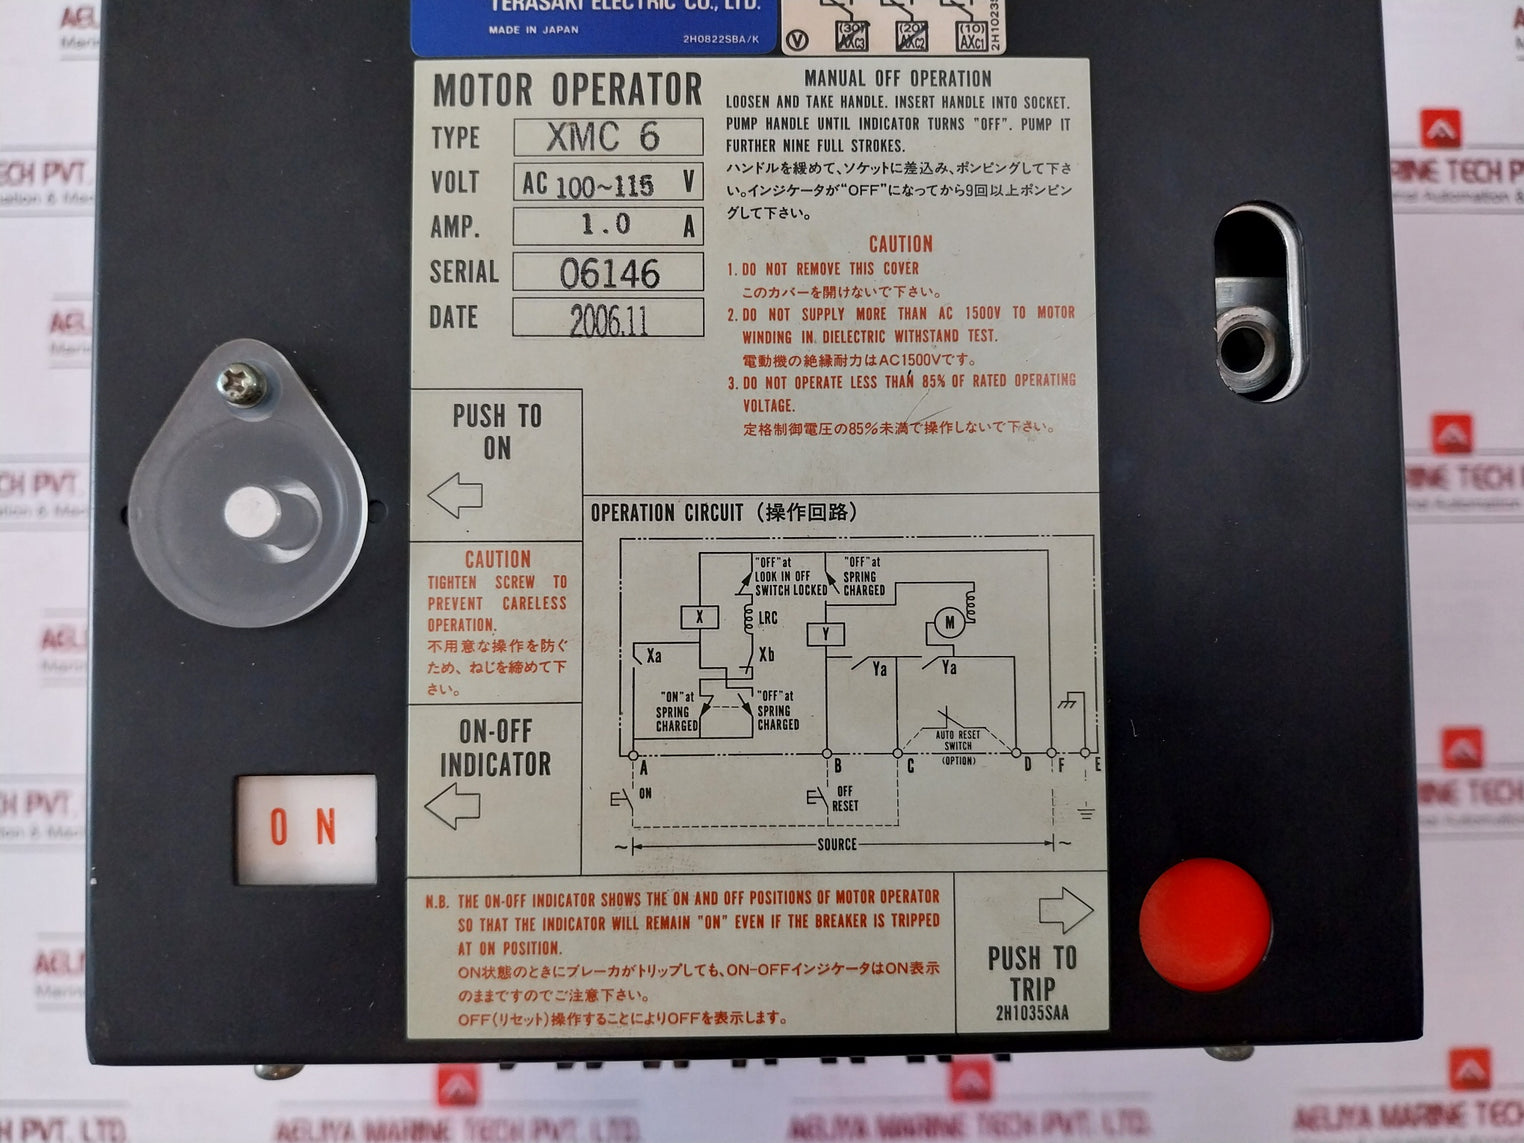 TERASAKI ELECTRIC CO., LTD.
MADE IN JAPAN
2H0822SBA/K
(30) (20) (10)
V AXC3 AXC2 AXC1
MOTOR OPERATOR
TYPE XMC 6
VOLT AC 100~115 V
AMP. 1.0 A
SERIAL 06146
DATE 2006.11
MANUAL OFF OPERATION
LOOSEN AND TAKE HANDLE. INSERT HANDLE INTO SOCKET.
PUMP HANDLE UNTIL INDICATOR TURNS "OFF". PUMP IT
FURTHER NINE FULL STROKES.
ハンドルを緩めて、ソケットに差込み、ポンピングして下さ
い。インジケータが"OFF"になってから9回以上ポンピン
グして下さい。
CAUTION
1. DO NOT REMOVE THIS COVER
このカバーを開けないで下さい。
2. DO NOT SUPPLY MORE THAN AC 1500V TO MOTOR
WINDING IN DIELECTRIC WITHSTAND TEST.
電動機の絶縁耐力はAC1500Vです。
3. DO NOT OPERATE LESS THAN 85% OF RATED OPERATING
VOLTAGE.
定格制御電圧の85%未満で操作しないで下さい。
PUSH TO
ON
CAUTION
TIGHTEN SCREW TO
PREVENT CARELESS
OPERATION.
不用意な操作を防ぐ
ため、ねじを締めて下
さい。
ON-OFF
INDICATOR
ON
OPERATION CIRCUIT (操作回路)
"OFF" at
LOOK IN OFF
SWITCH LOCKED
"OFF" at
SPRING
CHARGED
X
LRC
Y
M
Xa
Xb
Ya
Ya
"ON" at
SPRING
CHARGED
"OFF" at
SPRING
CHARGED
AUTO RESET
SWITCH
(OPTION)
A B C D F E
ON
OFF
RESET
~ SOURCE ~
N.B. THE ON-OFF INDICATOR SHOWS THE ON AND OFF POSITIONS OF MOTOR OPERATOR
SO THAT THE INDICATOR WILL REMAIN "ON" EVEN IF THE BREAKER IS TRIPPED
AT ON POSITION.
ON状態のときにブレーカがトリップしても、ON-OFFインジケータはON表示
のままですのでご注意下さい。
OFF(リセット)操作することによりOFFを表示します。
PUSH TO
TRIP
2H1035SAA
AELIYA MARINE TECH PVT. LTD.